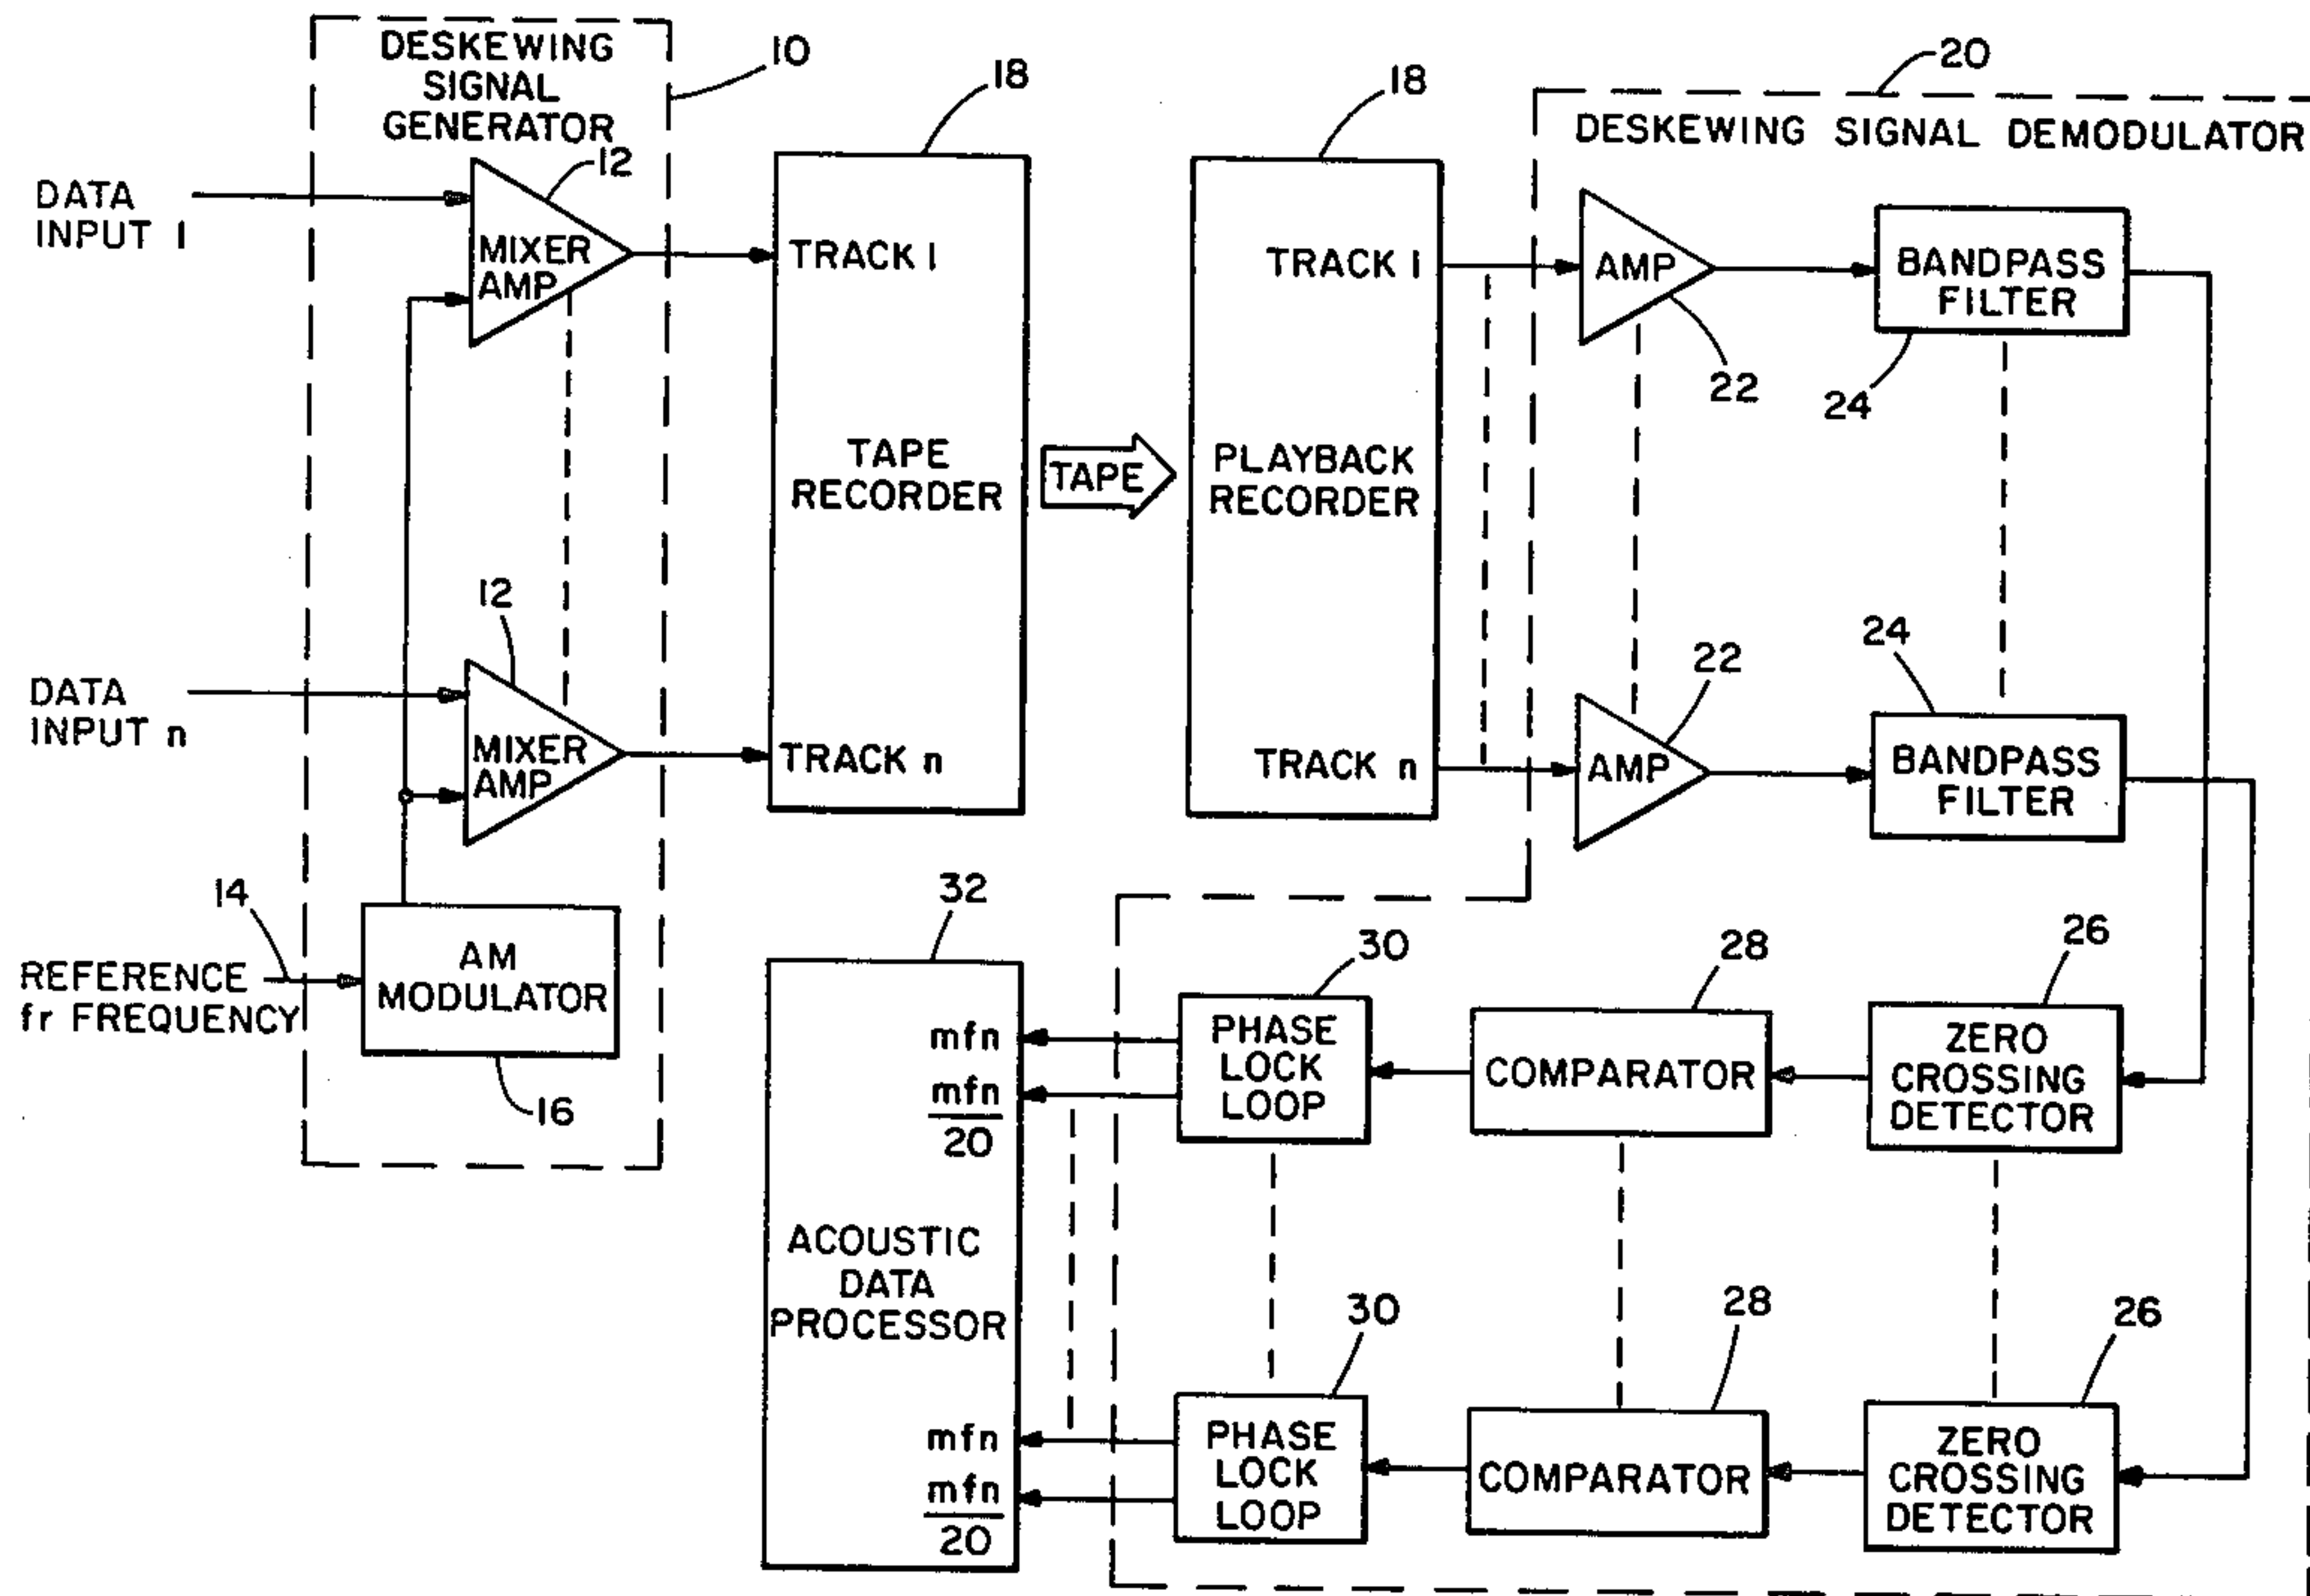 DESKEWING
SIGNAL
GENERATOR
10
12
DATA
INPUT 1
MIXER
AMP
18
TRACK 1
TAPE
RECORDER
TRACK n
12
DATA
INPUT n
MIXER
AMP
14
REFERENCE
fr FREQUENCY
AM
MODULATOR
16
TAPE
18
TRACK 1
PLAYBACK
RECORDER
TRACK n
20
DESKEWING SIGNAL DEMODULATOR
AMP
22
BANDPASS
FILTER
24
22
AMP
24
BANDPASS
FILTER
32
mfn
mfn
20
ACOUSTIC
DATA
PROCESSOR
mfn
mfn
20
30
PHASE
LOCK
LOOP
28
COMPARATOR
26
ZERO
CROSSING
DETECTOR
30
PHASE
LOCK
LOOP
28
COMPARATOR
26
ZERO
CROSSING
DETECTOR